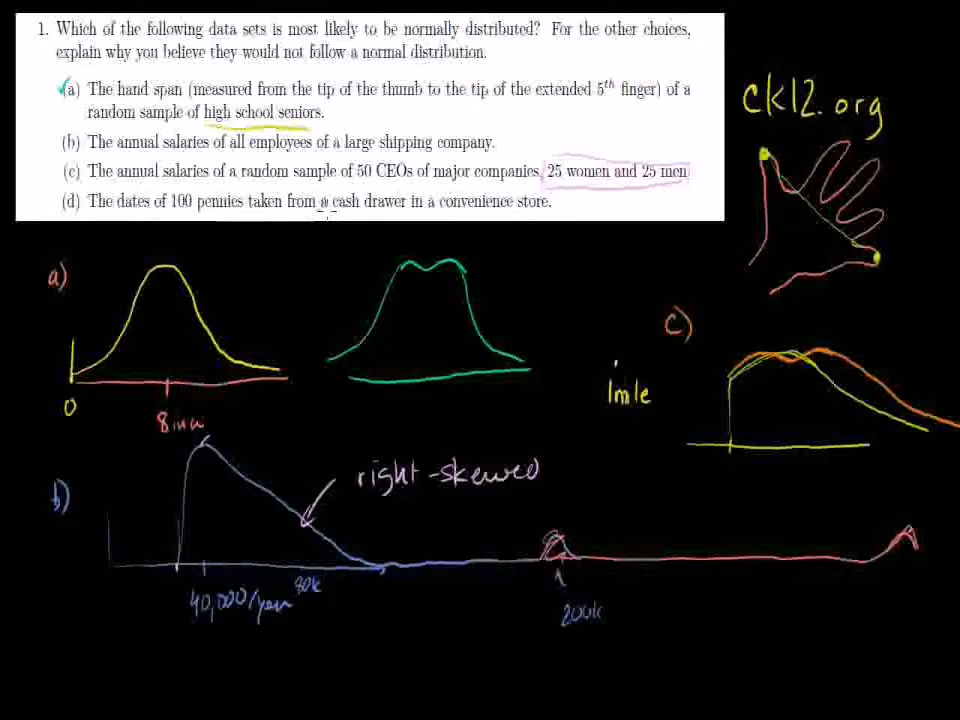 1. Which of the following data sets is most likely to be normally distributed? For the other choices,
explain why you believe they would not follow a normal distribution.
(a) The hand span (measured from the tip of the thumb to the tip of the extended 5th finger) of a
random sample of high school seniors.
(b) The annual salaries of all employees of a large shipping company.
(c) The annual salaries of a random sample of 50 CEOs of major companies, 25 women and 25 men
(d) The dates of 100 pennies taken from a cash drawer in a convenience store.
ck12.org
a)
0
c)
b)
right-skewed
40,000/year
80k
200k